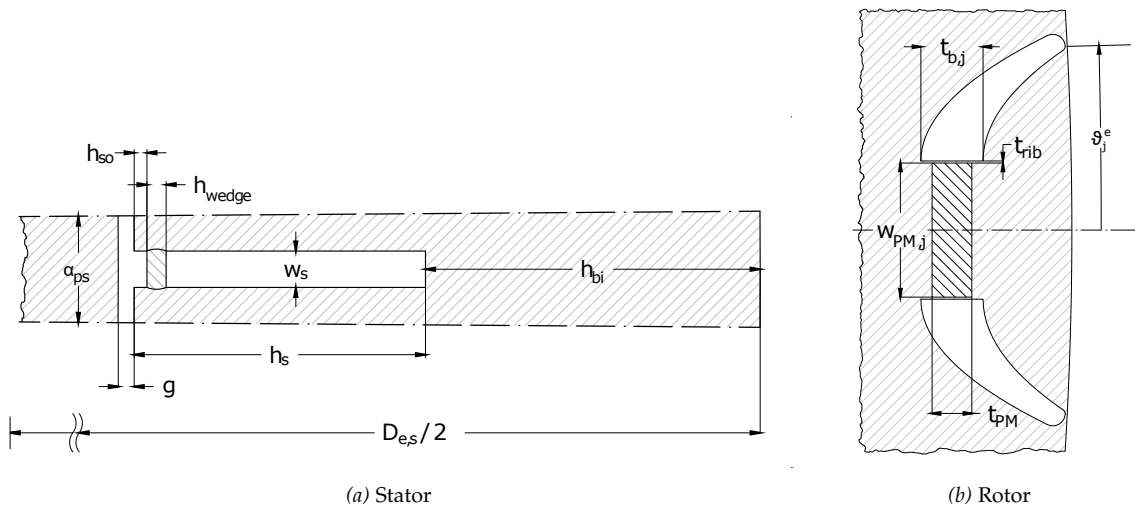 h_so
h_wedge
α_ps
w_s
h_bi
h_s
g
D_e,s/2
(a) Stator
t_b,j
t_rib
ϑ_j^e
w_PM,j
t_PM
(b) Rotor